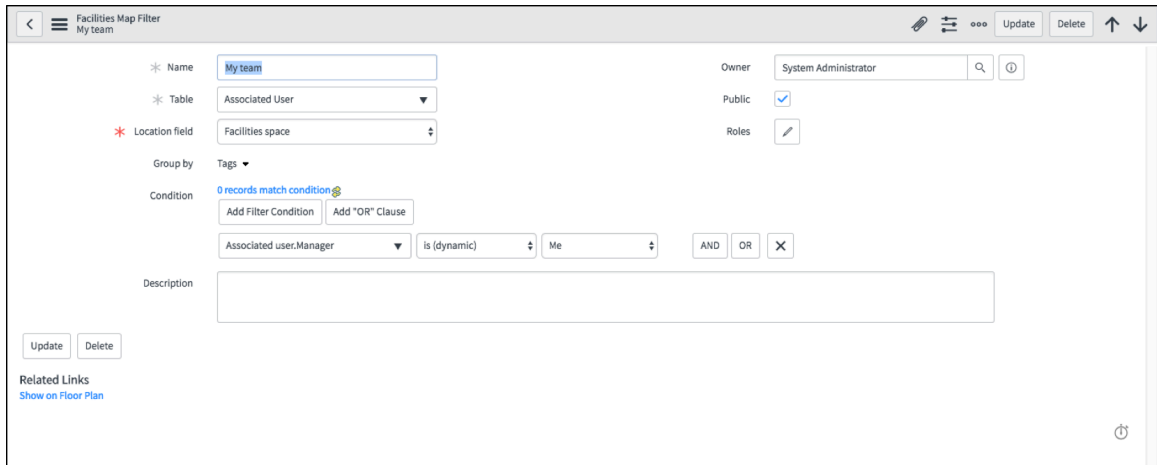 Facilities Map Filter
My team
Update Delete
Name My team Owner System Administrator
Table Associated User Public
Location field Facilities space Roles
Group by Tags
Condition 0 records match condition
Add Filter Condition Add "OR" Clause
Associated user.Manager is (dynamic) Me AND OR
Description
Update Delete
Related Links
Show on Floor Plan